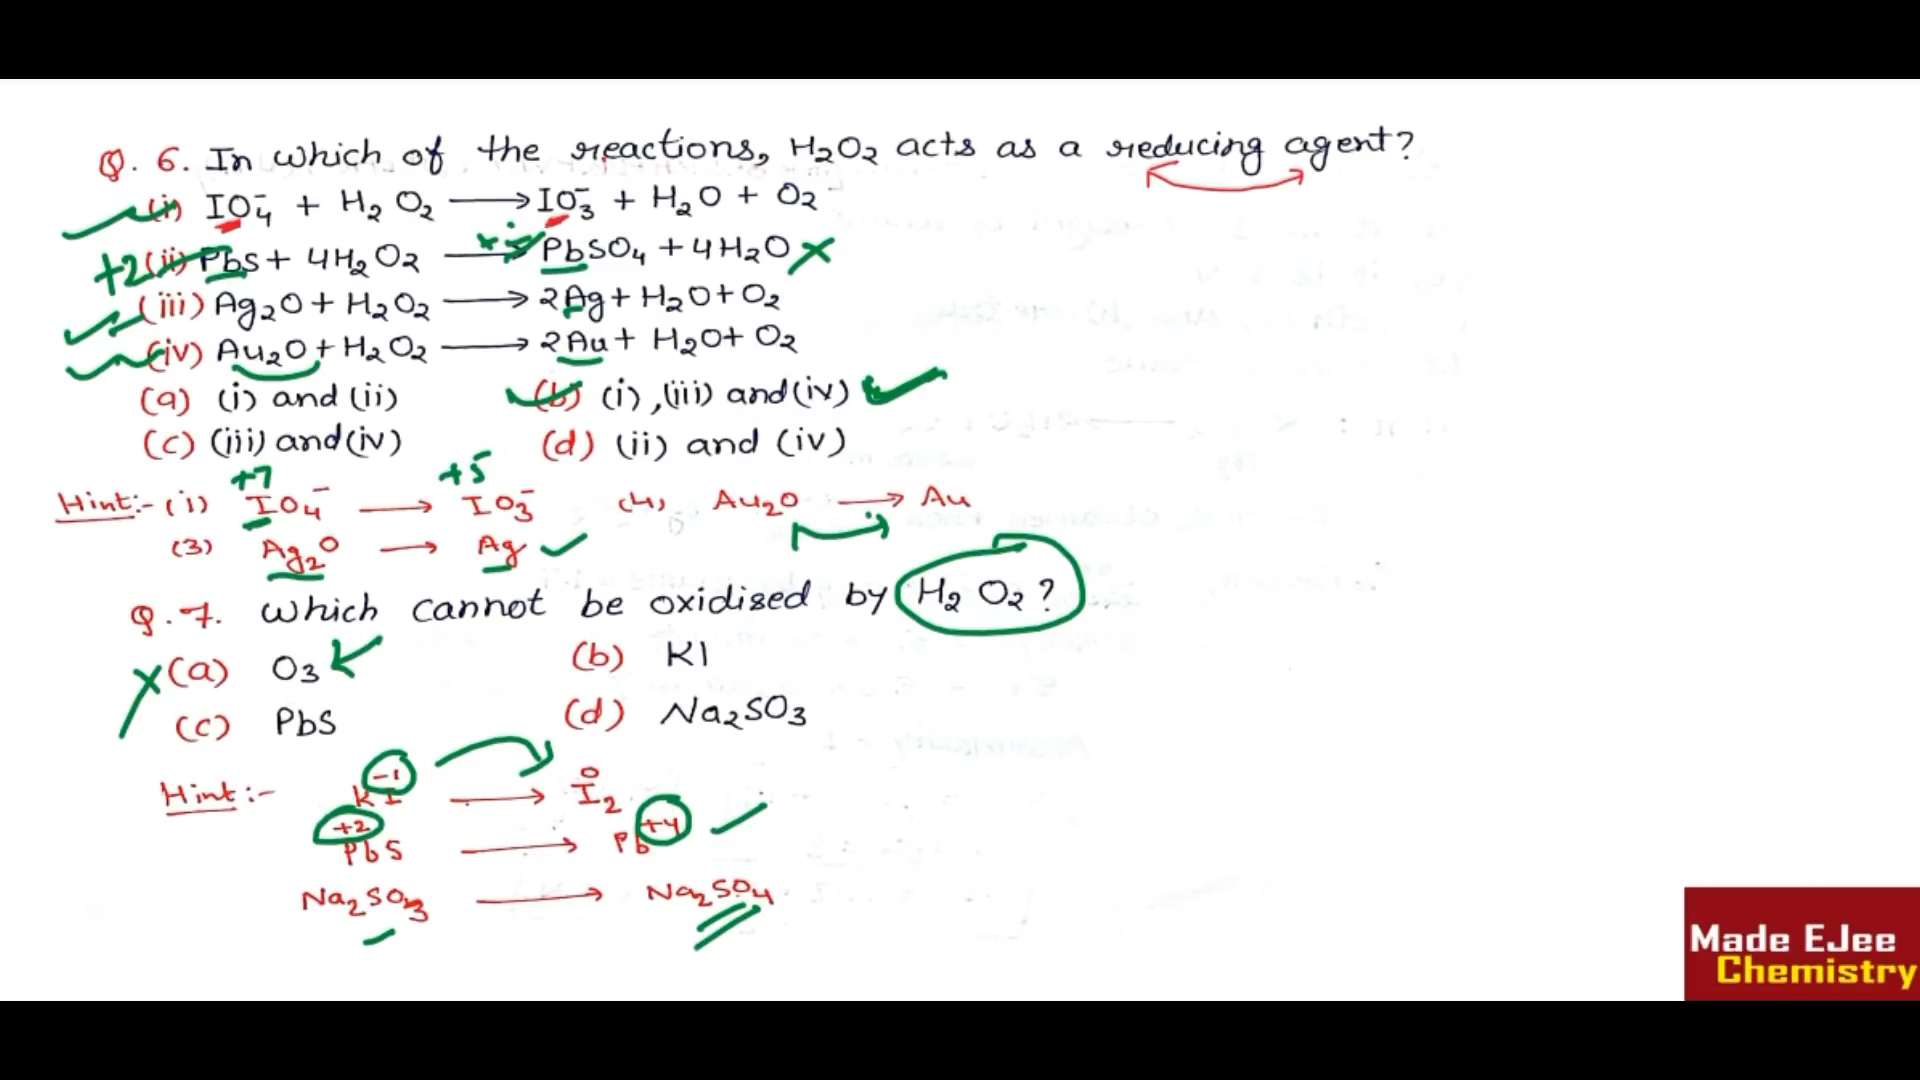 Q. 6. In which of the reactions, H₂O₂ acts as a reducing agent?
(i) IO₄⁻ + H₂O₂ ⟶ IO₃⁻ + H₂O + O₂
+2 (ii) PbS + 4H₂O₂ ⟶ PbSO₄ + 4H₂O ✗
(iii) Ag₂O + H₂O₂ ⟶ 2Ag + H₂O + O₂
(iv) Au₂O + H₂O₂ ⟶ 2Au + H₂O + O₂
(a) (i) and (ii) (b) (i), (iii) and (iv) ✓
(c) (iii) and (iv) (d) (ii) and (iv)
+7 +5
Hint:- (i) IO₄⁻ ⟶ IO₃⁻ (4) Au₂O ⟶ Au
(3) Ag₂O ⟶ Ag ✓
Q. 7. Which cannot be oxidised by H₂O₂?
(a) O₃ (b) KI
(c) PbS (d) Na₂SO₃
-1 0
Hint:- KI ⟶ I₂
+2 +4
PbS ⟶ Pb
Na₂SO₃ ⟶ Na₂SO₄
Made EJee
Chemistry